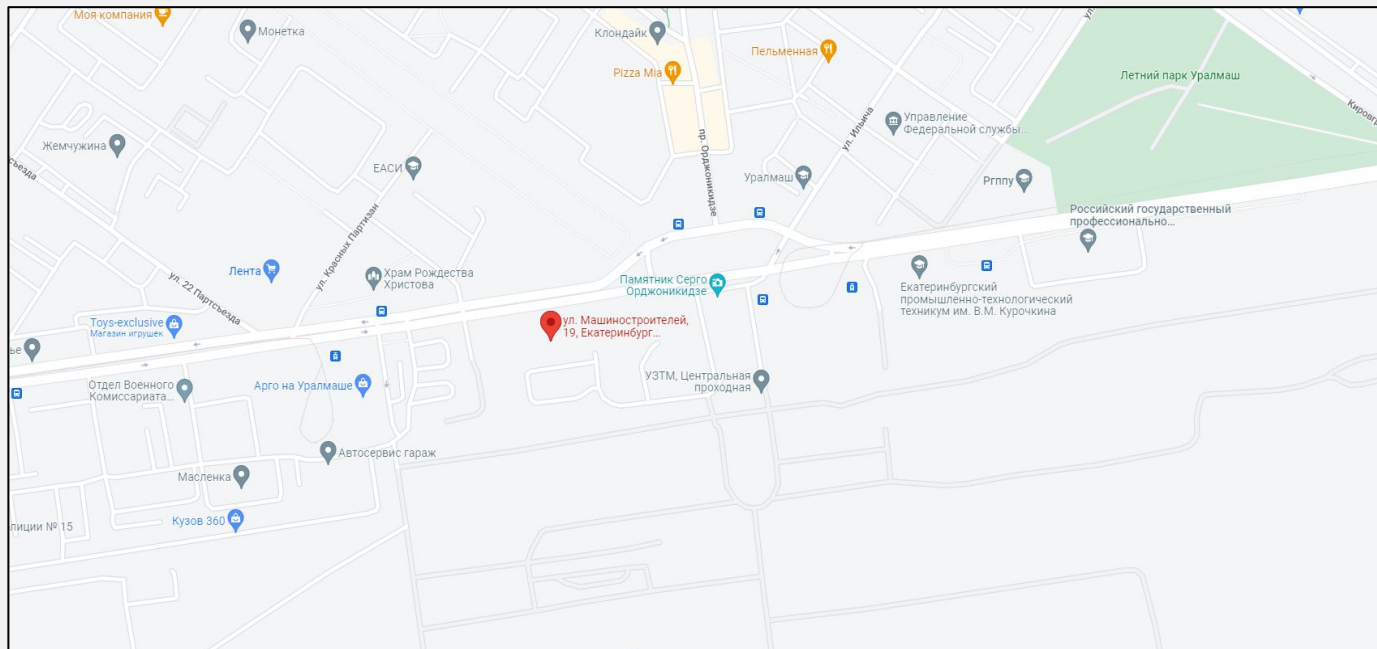 Моя компания
Монетка
Клондайк
Пельменная
Pizza Mia
Летний парк Уралмаш
Жемчужина
ЕАСИ
пр. Орджоникидзе
ул. Ильича
Управление
Федеральной службы...
Уралмаш
Ргппу
Российский государственный
профессионально...
ул. Красных Партизан
Лента
Храм Рождества
Христова
Памятник Серго
Орджоникидзе
Екатеринбургский
промышленно-технологический
техникум им. В.М. Курочкина
ул. 22 Партсъезда
Toys-exclusive
Магазин игрушек
ул. Машиностроителей,
19, Екатеринбург...
Отдел Военного
Комиссариата...
Арго на Уралмаше
УЗТМ, Центральная
проходная
Автосервис гараж
Масленка
Кузов 360
лиции № 15